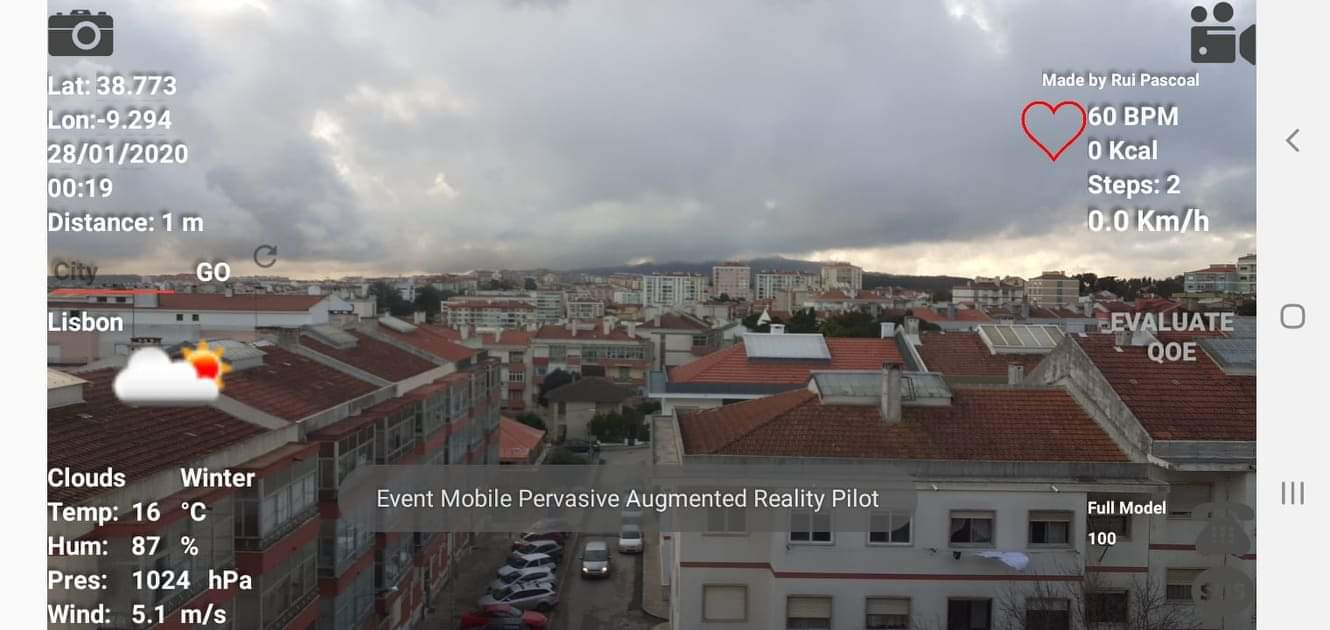 Lat: 38.773
Lon:-9.294
28/01/2020
00:19
Distance: 1 m
City GO
Lisbon
Clouds Winter
Temp: 16 °C
Hum: 87 %
Pres: 1024 hPa
Wind: 5.1 m/s
Made by Rui Pascoal
60 BPM
0 Kcal
Steps: 2
0.0 Km/h
EVALUATE
QOE
Event Mobile Pervasive Augmented Reality Pilot
Full Model
100
SMS